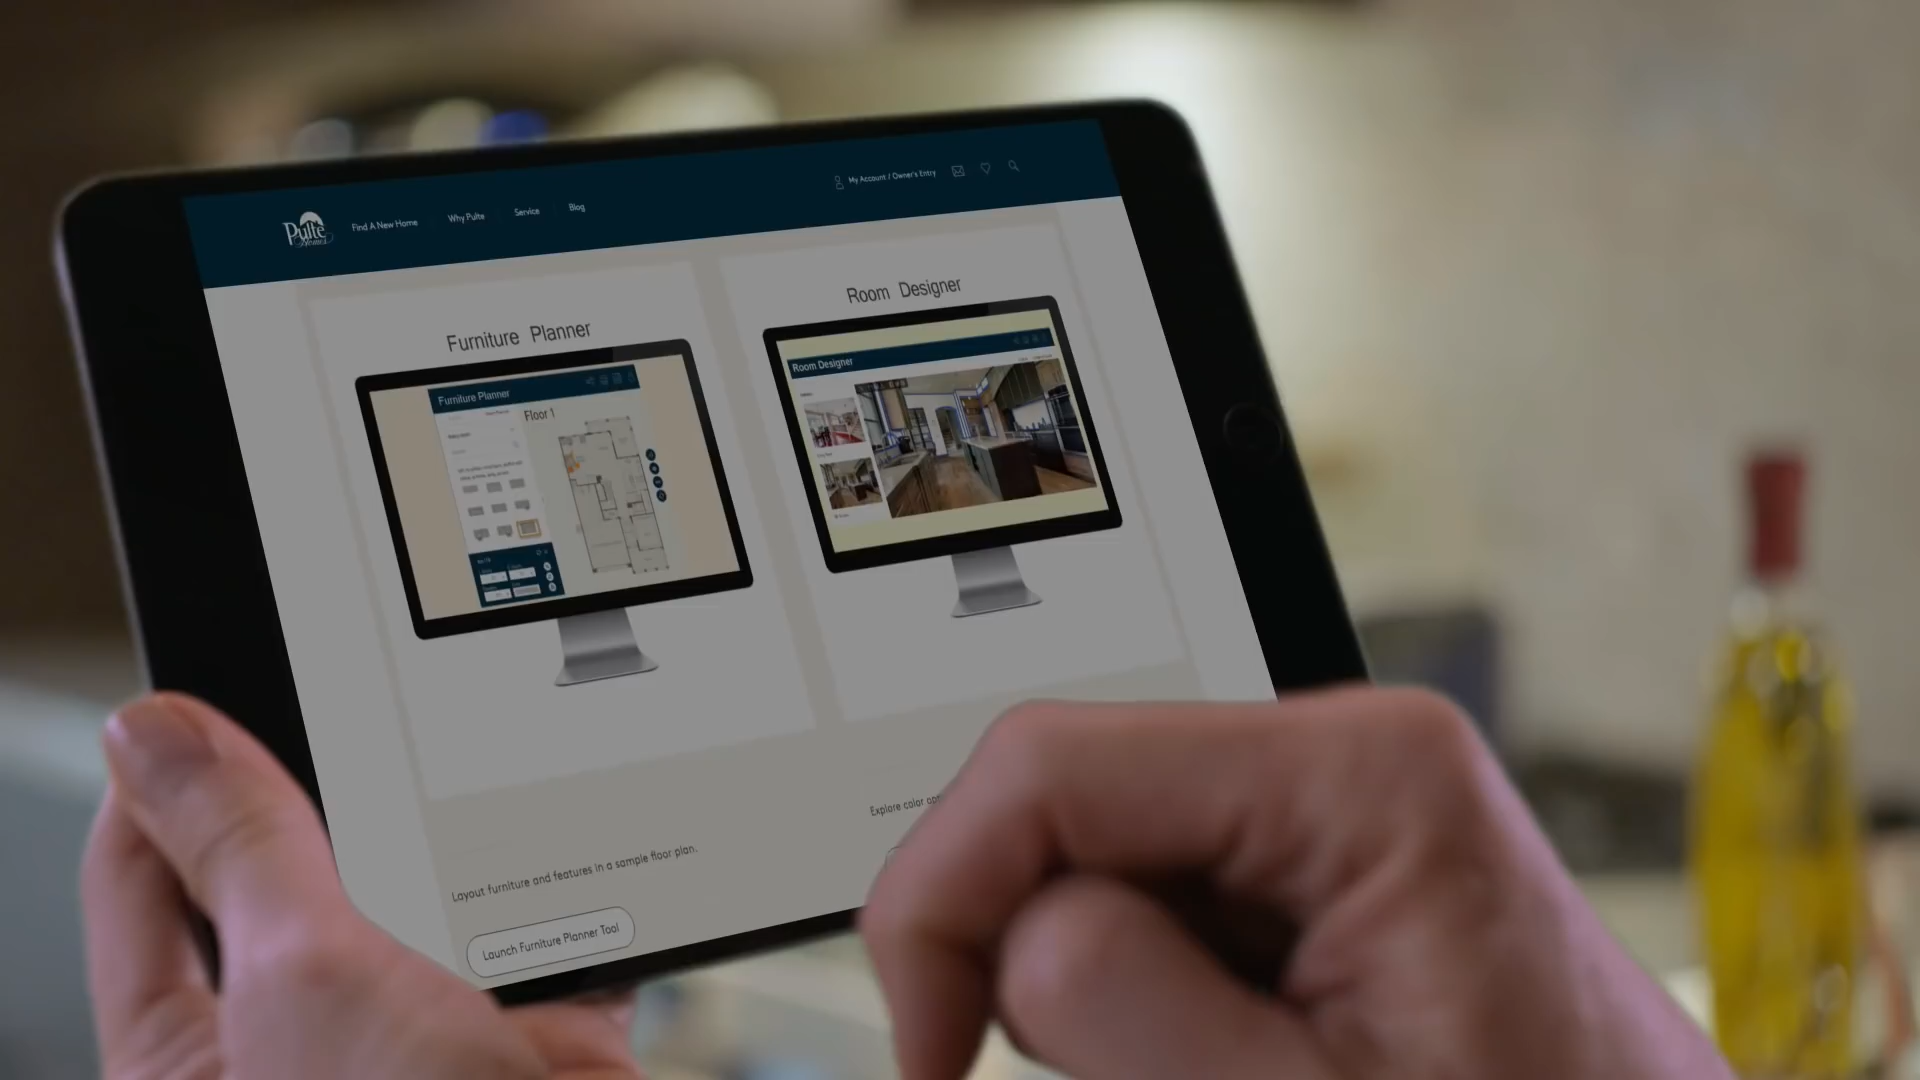 My Account / Owner's Entry
Pulte
Homes
Find A New Home
Why Pulte
Service
Blog
Furniture Planner
Room Designer
Furniture Planner
Floor 1
Room Designer
Explore color
Layout furniture and features in a sample floor plan.
Launch Furniture Planner Tool